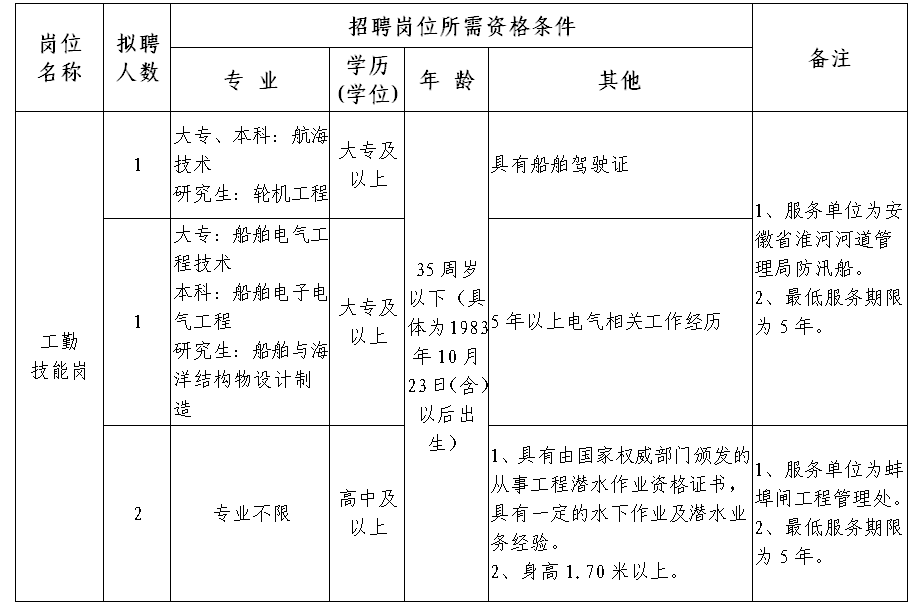 岗位
名称
拟聘
人数
招聘岗位所需资格条件
专 业
学历
(学位)
年 龄
其他
备注
工勤
技能岗
1
大专、本科：航海
技术
研究生：轮机工程
大专及
以上
35周岁
以下（具
体为1983
年10月
23日(含)
以后出
生）
具有船舶驾驶证
1、服务单位为安
徽省淮河河道管
理局防汛船。
2、最低服务期限
为5年。
1
大专：船舶电气工
程技术
本科：船舶电子电
气工程
研究生：船舶与海
洋结构物设计制
造
大专及
以上
5年以上电气相关工作经历
2
专业不限
高中及
以上
1、具有由国家权威部门颁发的
从事工程潜水作业资格证书，
具有一定的水下作业及潜水业
务经验。
2、身高1.70米以上。
1、服务单位为蚌
埠闸工程管理处。
2、最低服务期限
为5年。